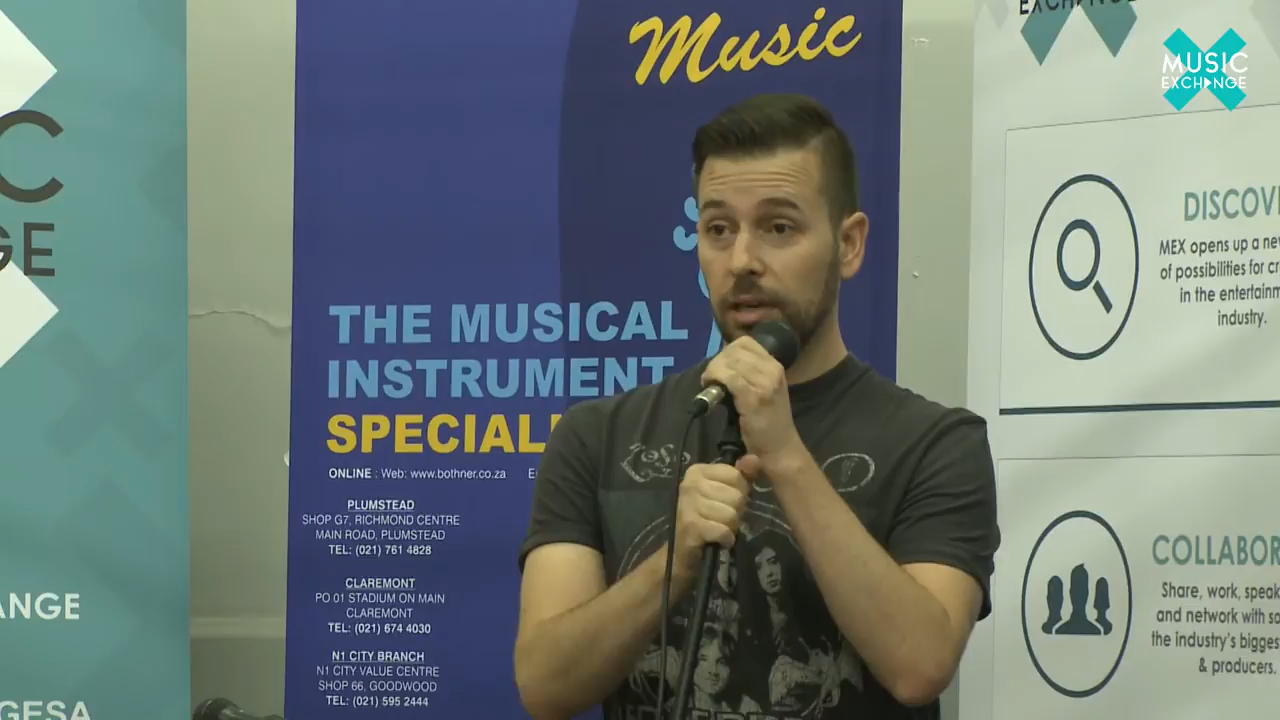 C
GE
ANGE
GESA
Music
THE MUSICAL
INSTRUMENT
SPECIALI
ONLINE : Web: www.bothner.co.za
PLUMSTEAD
SHOP G7, RICHMOND CENTRE
MAIN ROAD, PLUMSTEAD
TEL: (021) 761 4828
CLAREMONT
PO 01 STADIUM ON MAIN
CLAREMONT
TEL: (021) 674 4030
N1 CITY BRANCH
N1 CITY VALUE CENTRE
SHOP 66, GOODWOOD
TEL: (021) 595 2444
MUSIC
EXCHANGE
DISCOV
MEX opens up a ne
of possibilities for cr
in the entertainm
industry.
COLLABOR
Share, work, speak
and network with so
the industry's bigges
& producers.